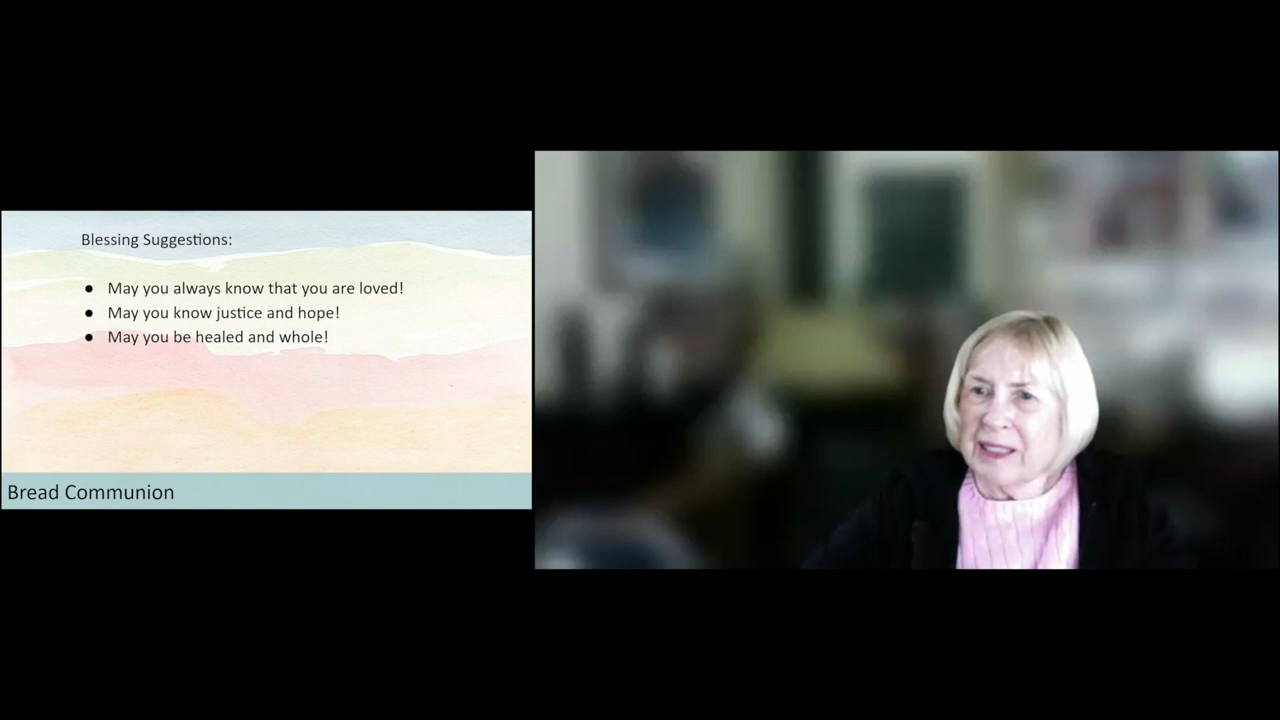 Blessing Suggestions:
● May you always know that you are loved!
● May you know justice and hope!
● May you be healed and whole!
Bread Communion